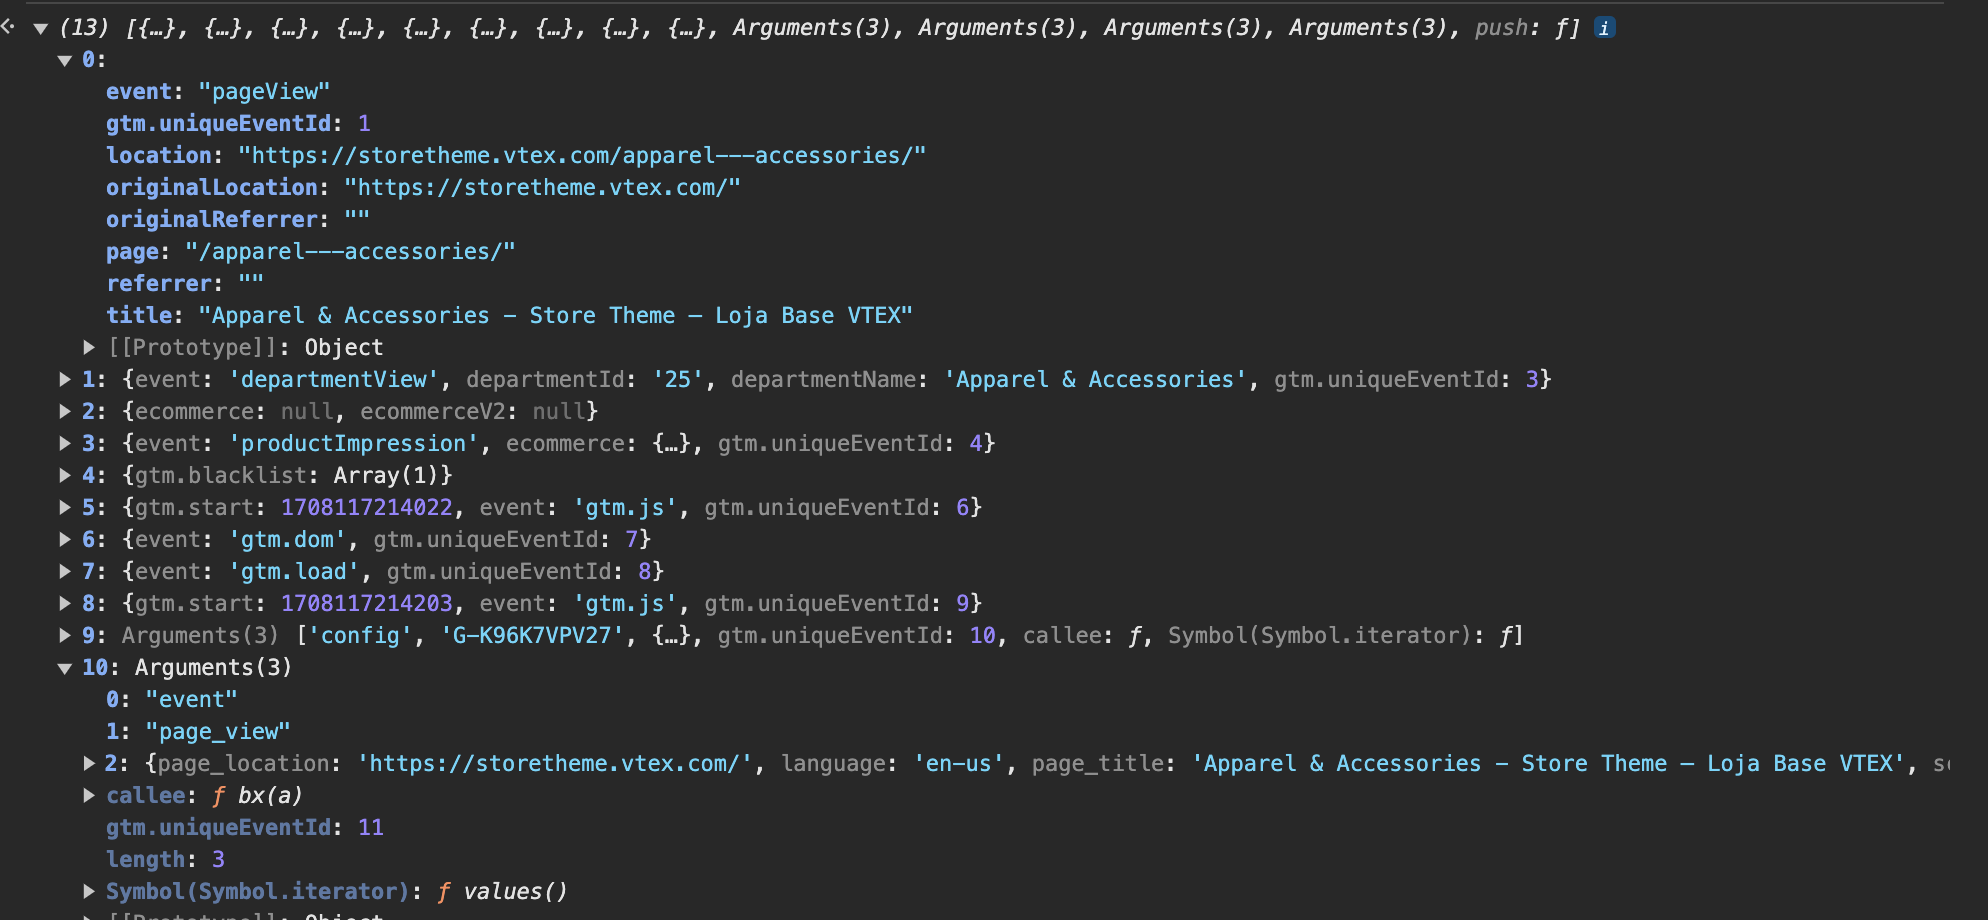 (13) [{…}, {…}, {…}, {…}, {…}, {…}, {…}, {…}, {…}, Arguments(3), Arguments(3), Arguments(3), Arguments(3), push: ƒ] i
0:
event: "pageView"
gtm.uniqueEventId: 1
location: "https://storetheme.vtex.com/apparel---accessories/"
originalLocation: "https://storetheme.vtex.com/"
originalReferrer: ""
page: "/apparel---accessories/"
referrer: ""
title: "Apparel & Accessories - Store Theme – Loja Base VTEX"
[[Prototype]]: Object
1: {event: 'departmentView', departmentId: '25', departmentName: 'Apparel & Accessories', gtm.uniqueEventId: 3}
2: {ecommerce: null, ecommerceV2: null}
3: {event: 'productImpression', ecommerce: {…}, gtm.uniqueEventId: 4}
4: {gtm.blacklist: Array(1)}
5: {gtm.start: 1708117214022, event: 'gtm.js', gtm.uniqueEventId: 6}
6: {event: 'gtm.dom', gtm.uniqueEventId: 7}
7: {event: 'gtm.load', gtm.uniqueEventId: 8}
8: {gtm.start: 1708117214203, event: 'gtm.js', gtm.uniqueEventId: 9}
9: Arguments(3) ['config', 'G-K96K7VPV27', {…}, gtm.uniqueEventId: 10, callee: ƒ, Symbol(Symbol.iterator): ƒ]
10: Arguments(3)
0: "event"
1: "page_view"
2: {page_location: 'https://storetheme.vtex.com/', language: 'en-us', page_title: 'Apparel & Accessories - Store Theme – Loja Base VTEX',
callee: ƒ bx(a)
gtm.uniqueEventId: 11
length: 3
Symbol(Symbol.iterator): ƒ values()
[[Prototype]]: Object